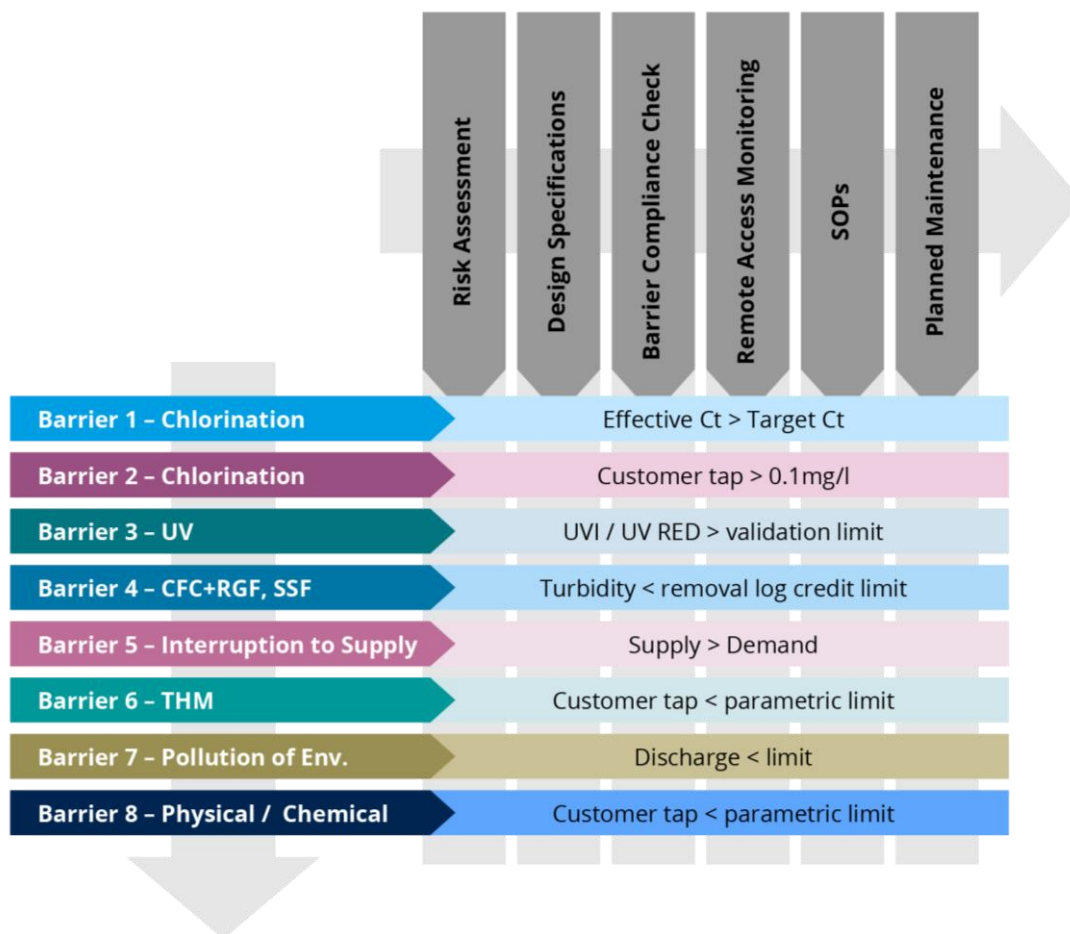 Risk Assessment
Design Specifications
Barrier Compliance Check
Remote Access Monitoring
SOPs
Planned Maintenance
Barrier 1 – Chlorination
Effective Ct > Target Ct
Barrier 2 – Chlorination
Customer tap > 0.1mg/l
Barrier 3 – UV
UVI / UV RED > validation limit
Barrier 4 – CFC+RGF, SSF
Turbidity < removal log credit limit
Barrier 5 – Interruption to Supply
Supply > Demand
Barrier 6 – THM
Customer tap < parametric limit
Barrier 7 – Pollution of Env.
Discharge < limit
Barrier 8 – Physical /  Chemical
Customer tap < parametric limit